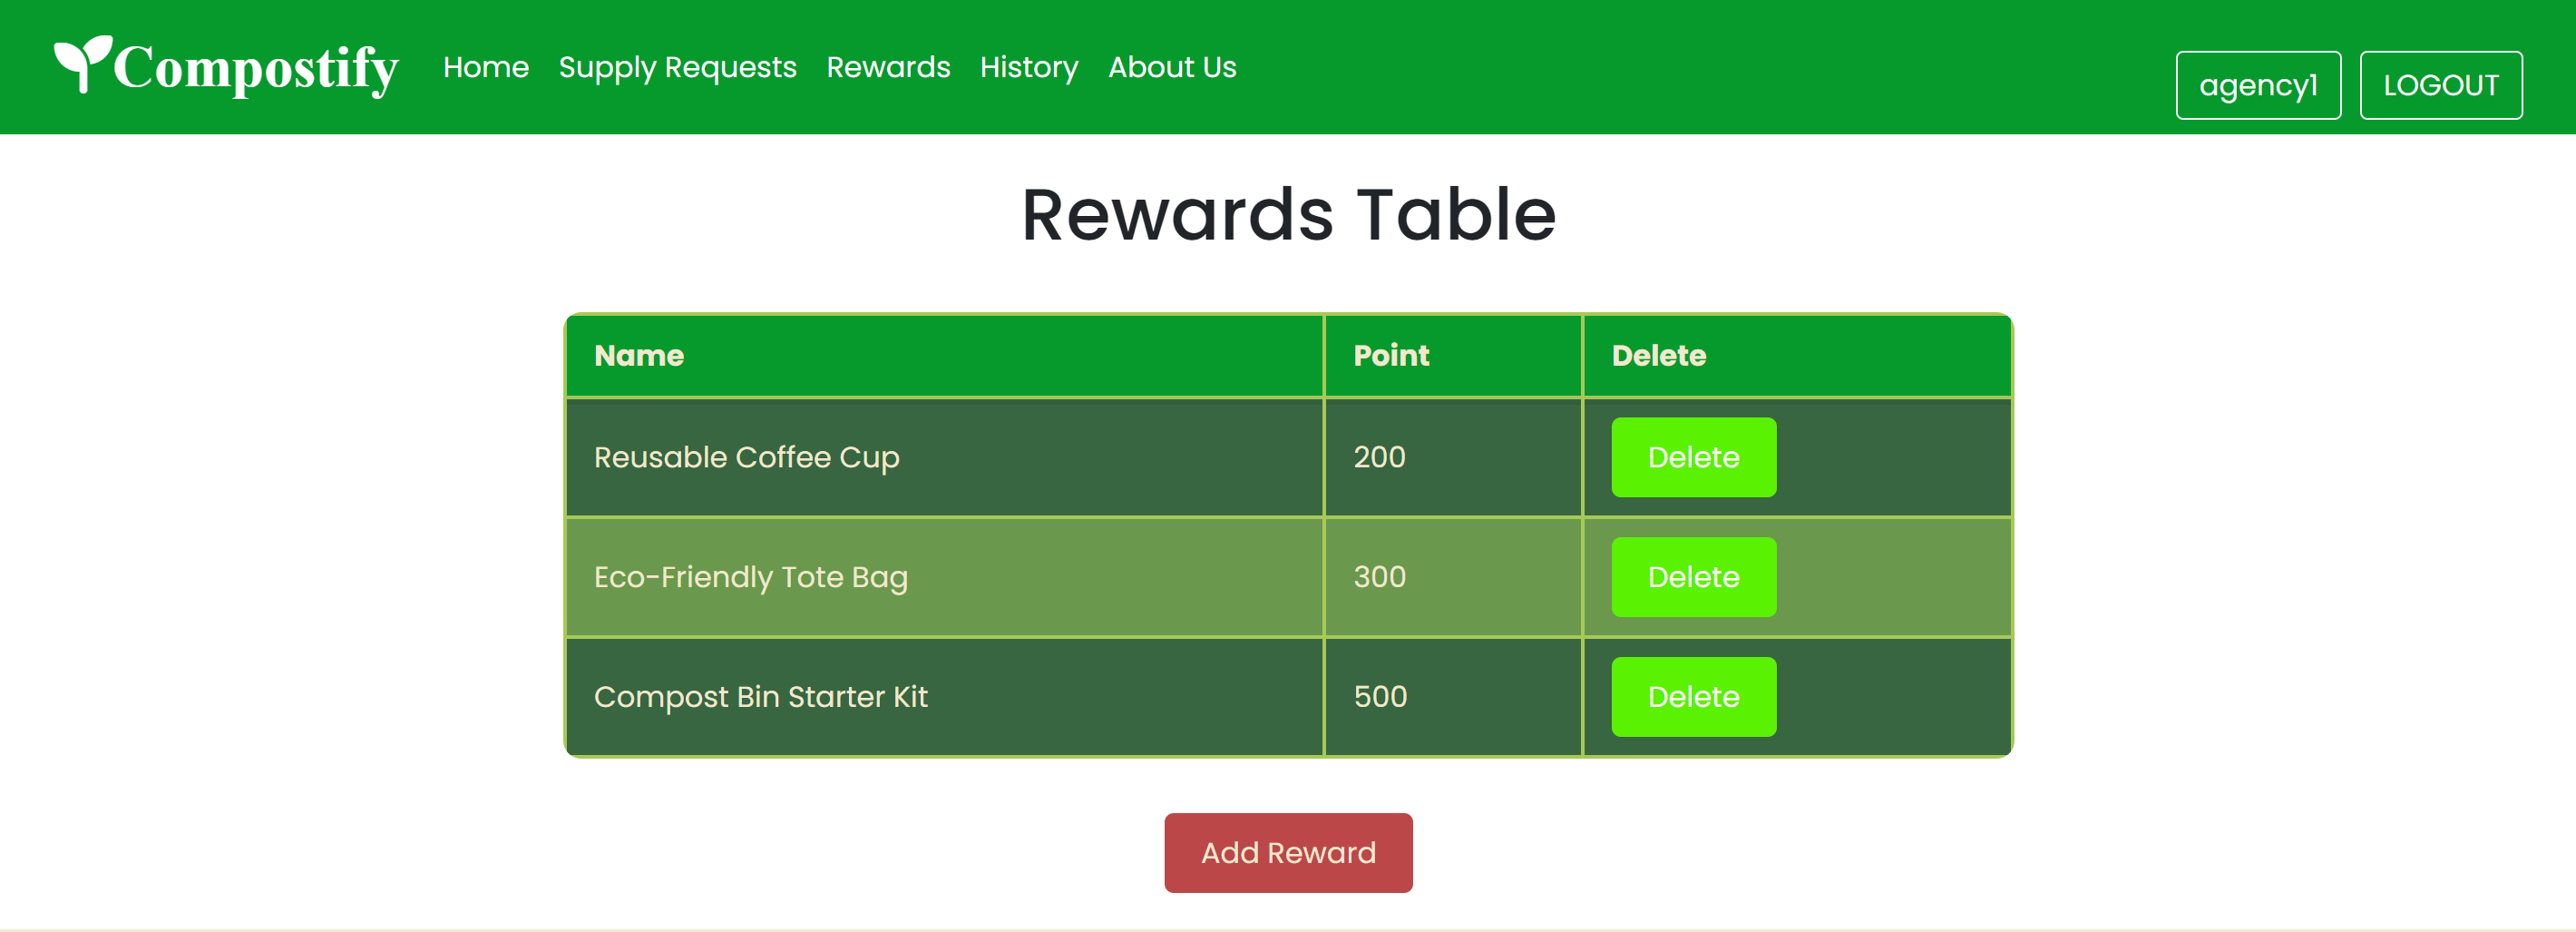 Compostify Home Supply Requests Rewards History About Us agency1 LOGOUT
Rewards Table
Name Point Delete
Reusable Coffee Cup 200 Delete
Eco-Friendly Tote Bag 300 Delete
Compost Bin Starter Kit 500 Delete
Add Reward